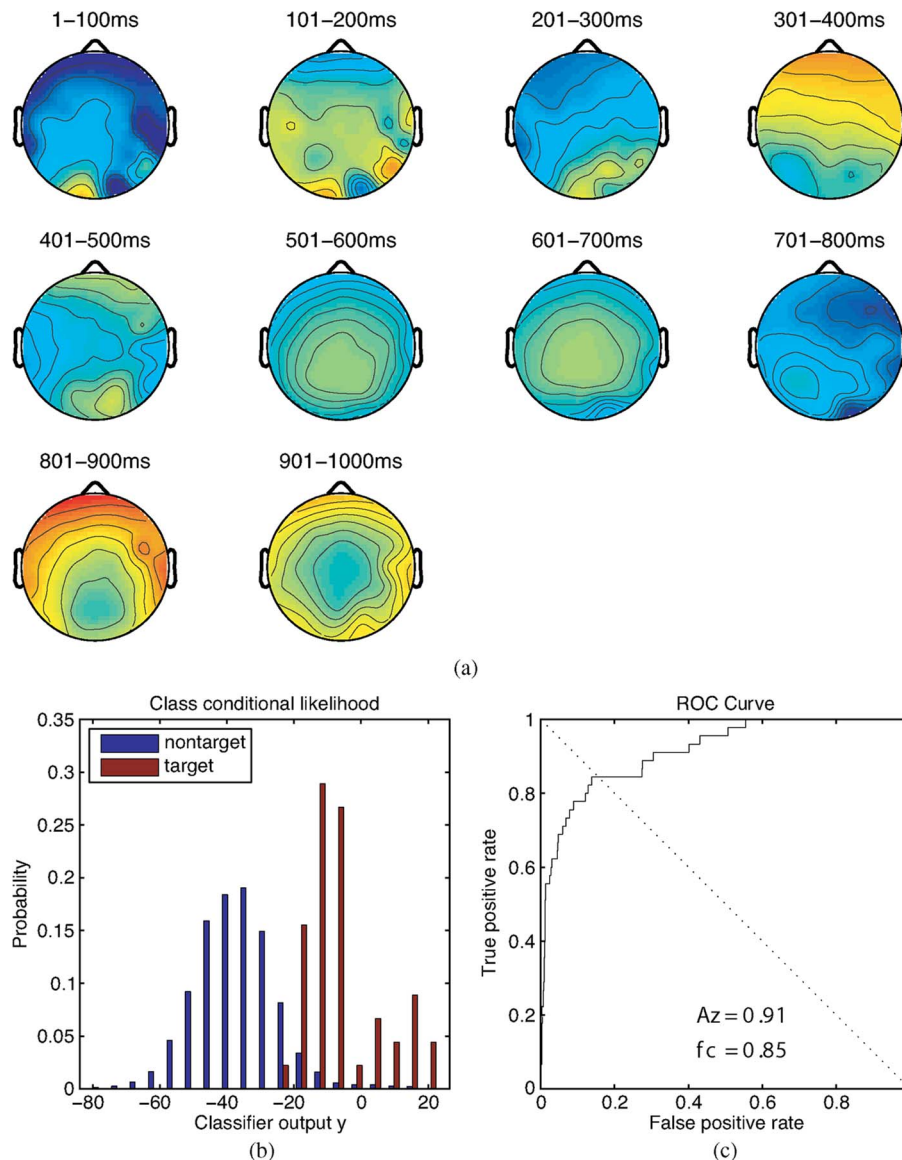 1−100ms
101−200ms
201−300ms
301−400ms
401−500ms
501−600ms
601−700ms
701−800ms
801−900ms
901−1000ms
(a)
Class conditional likelihood
0.35
0.3
0.25
0.2
0.15
0.1
0.05
0
Probability
nontarget
target
−80
−60
−40
−20
0
20
Classifier output y
(b)
ROC Curve
1
0.8
0.6
0.4
0.2
0
True positive rate
Az = 0.91
fc = 0.85
0
0.2
0.4
0.6
0.8
False positive rate
(c)